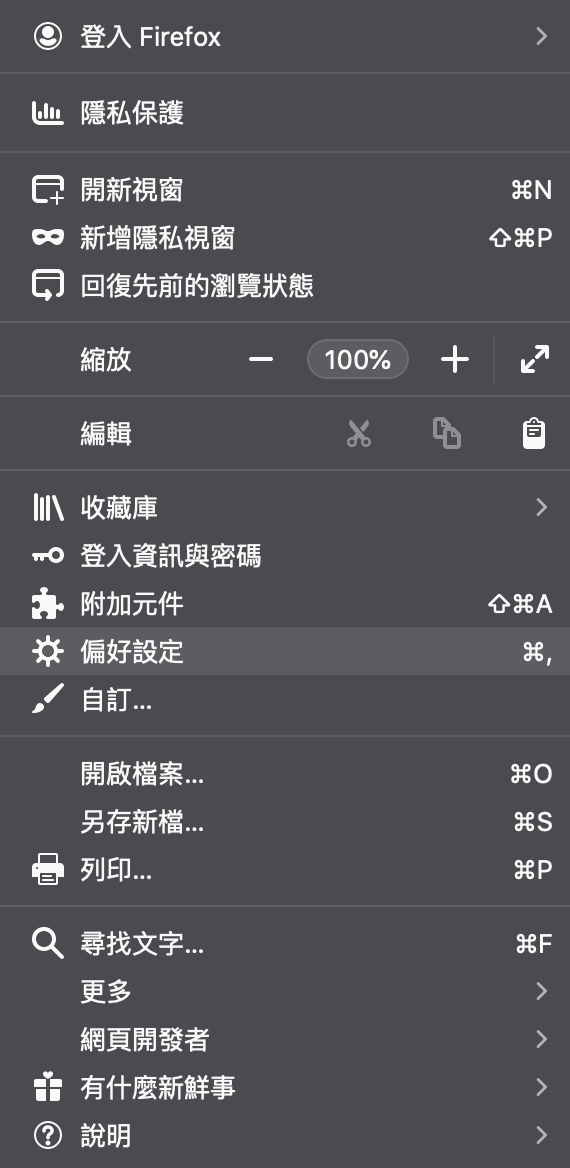 登入 Firefox
隱私保護
開新視窗 ⌘N
新增隱私視窗 ⇧⌘P
回復先前的瀏覽狀態
縮放 − 100% +
編輯
收藏庫
登入資訊與密碼
附加元件 ⇧⌘A
偏好設定 ⌘,
自訂...
開啟檔案... ⌘O
另存新檔... ⌘S
列印... ⌘P
尋找文字... ⌘F
更多
網頁開發者
有什麼新鮮事
說明